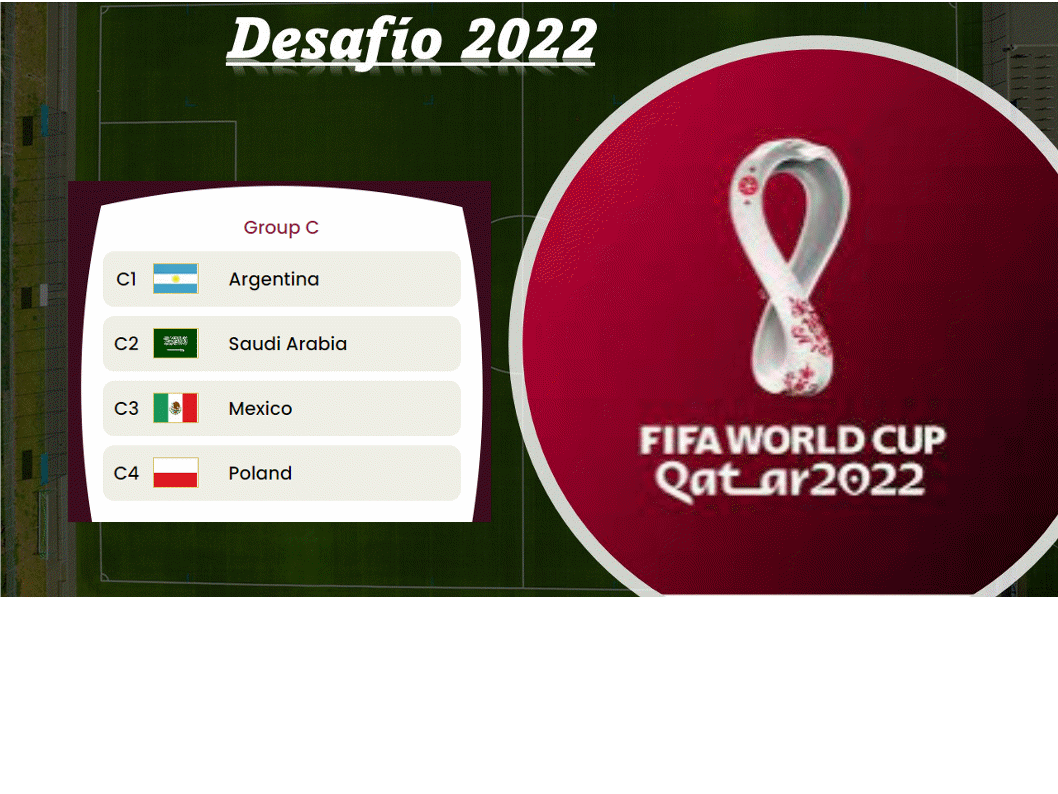 Desafío 2022
Group C
C1 Argentina
C2 Saudi Arabia
C3 Mexico
C4 Poland
FIFA WORLD CUP
Qatar2022